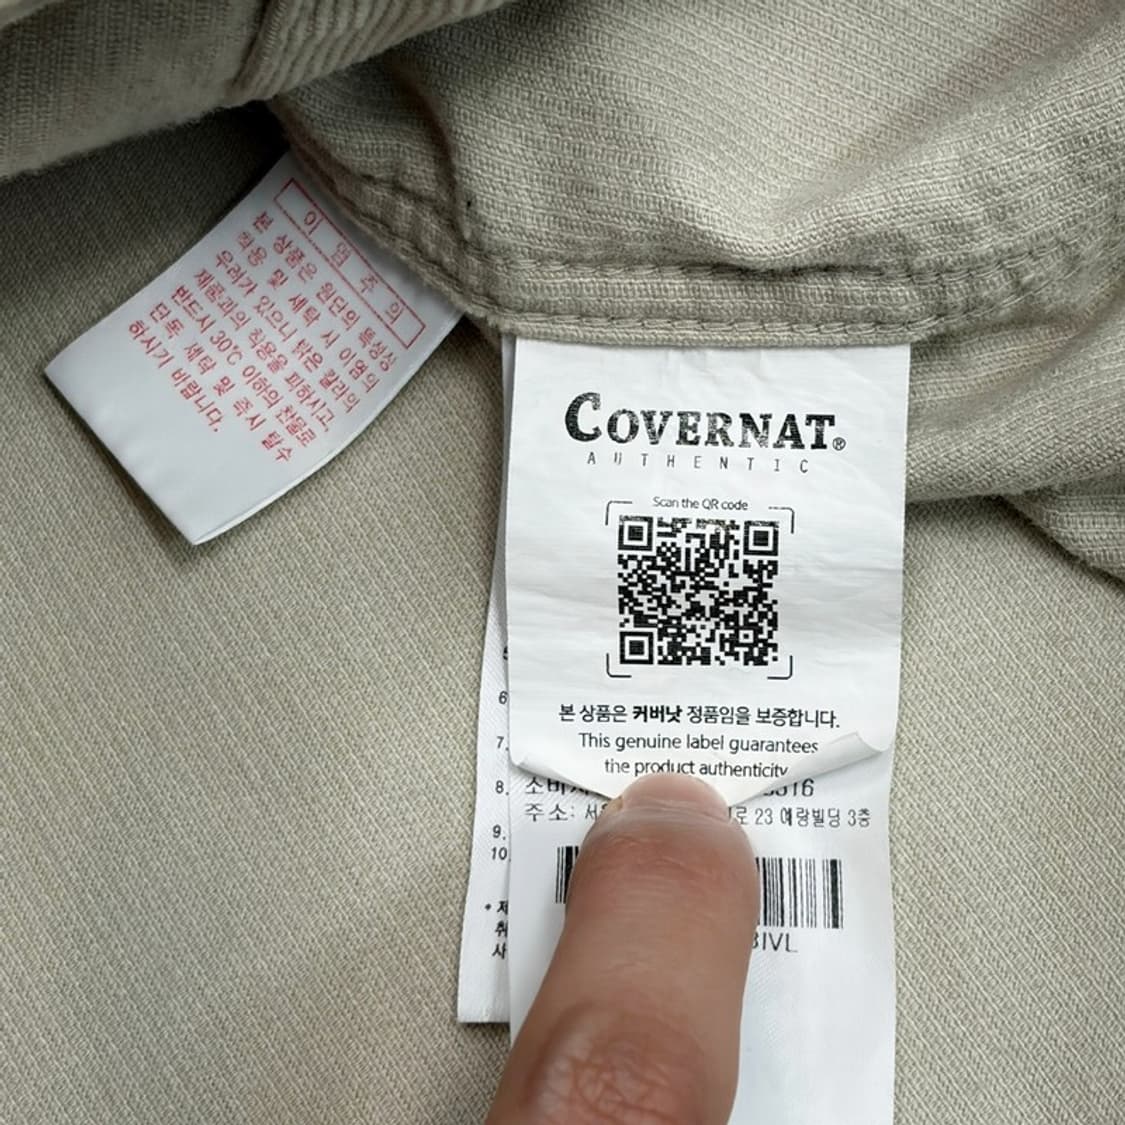 이 염 주 의
본 상품은 원단의 특성상
착용 및 세탁 시 이염의
우려가 있으니 밝은 컬러의
제품과의 착용을 피하시고,
반드시 30℃ 이하의 찬물로
단독 세탁 및 즉시 탈수
하시기 바랍니다.
COVERNAT®
AUTHENTIC
Scan the QR code
본 상품은 커버낫 정품임을 보증합니다.
This genuine label guarantees
the product authenticity
6
7.
8.
9.
10.
주소: 23 예랑빌딩 3층